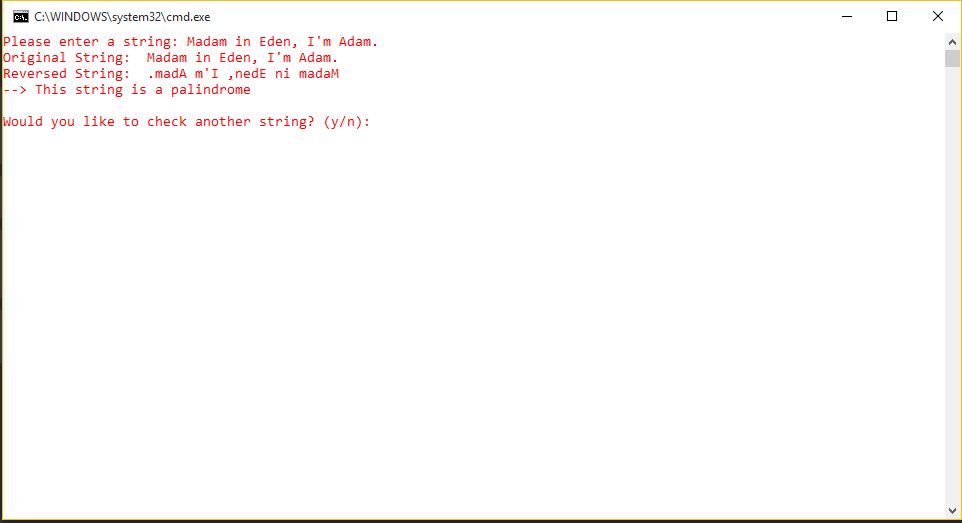 C:\WINDOWS\system32\cmd.exe
Please enter a string: Madam in Eden, I'm Adam.
Original String:  Madam in Eden, I'm Adam.
Reversed String:  .madA m'I ,nedE ni madaM
--> This string is a palindrome
Would you like to check another string? (y/n):